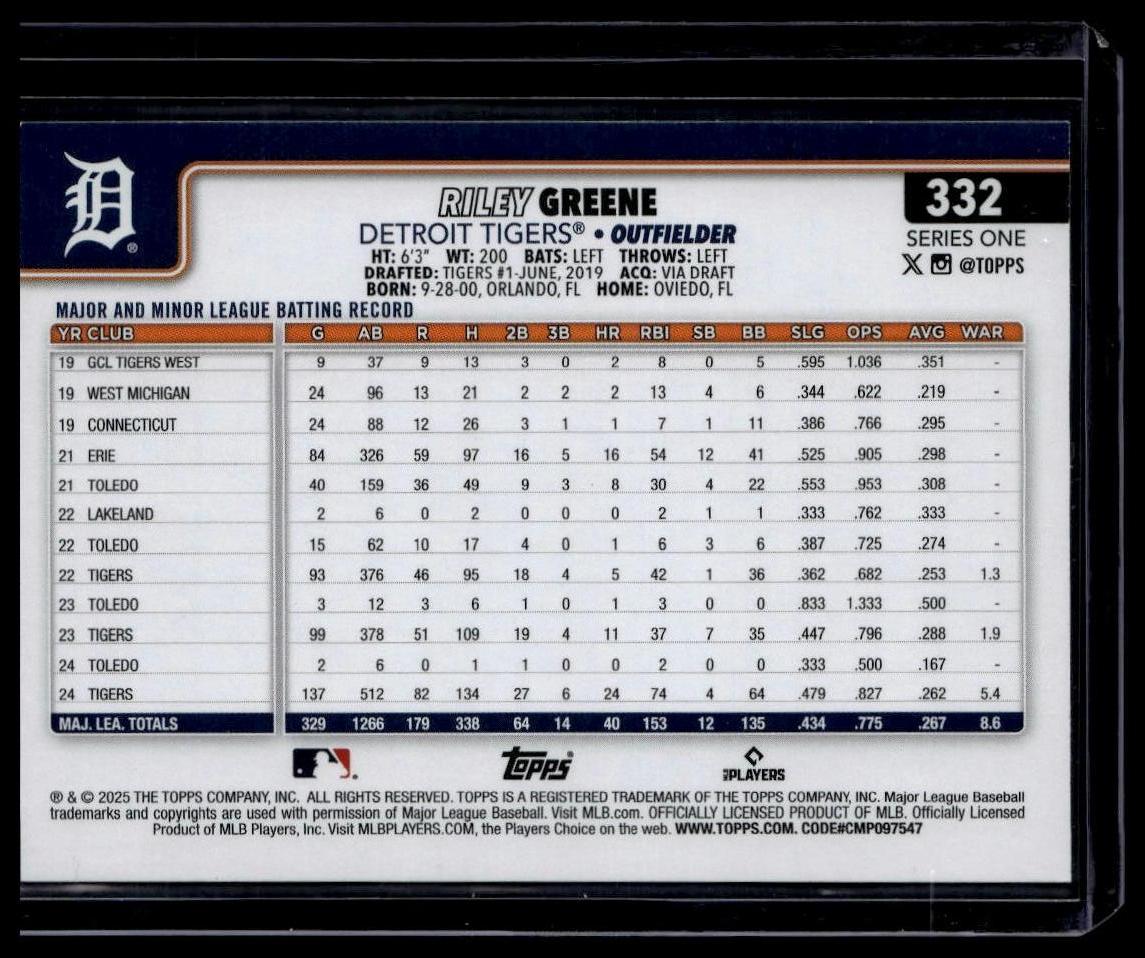 D®
RILEY GREENE
332
DETROIT TIGERS® • OUTFIELDER
SERIES ONE
HT: 6'3" WT: 200 BATS: LEFT THROWS: LEFT
@TOPPS
DRAFTED: TIGERS #1-JUNE, 2019 ACQ: VIA DRAFT
BORN: 9-28-00, ORLANDO, FL HOME: OVIEDO, FL
MAJOR AND MINOR LEAGUE BATTING RECORD
YR CLUB G AB R H 2B 3B HR RBI SB BB SLG OPS AVG WAR
19 GCL TIGERS WEST 9 37 9 13 3 0 2 8 0 5 .595 1.036 .351 -
19 WEST MICHIGAN 24 96 13 21 2 2 2 13 4 6 .344 .622 .219 -
19 CONNECTICUT 24 88 12 26 3 1 1 7 1 11 .386 .766 .295 -
21 ERIE 84 326 59 97 16 5 16 54 12 41 .525 .905 .298 -
21 TOLEDO 40 159 36 49 9 3 8 30 4 22 .553 .953 .308 -
22 LAKELAND 2 6 0 2 0 0 0 2 1 1 .333 .762 .333 -
22 TOLEDO 15 62 10 17 4 0 1 6 3 6 .387 .725 .274 -
22 TIGERS 93 376 46 95 18 4 5 42 1 36 .362 .682 .253 1.3
23 TOLEDO 3 12 3 6 1 0 1 3 0 0 .833 1.333 .500 -
23 TIGERS 99 378 51 109 19 4 11 37 7 35 .447 .796 .288 1.9
24 TOLEDO 2 6 0 1 1 0 0 2 0 0 .333 .500 .167 -
24 TIGERS 137 512 82 134 27 6 24 74 4 64 .479 .827 .262 5.4
MAJ. LEA. TOTALS 329 1266 179 338 64 14 40 153 12 135 .434 .775 .267 8.6
TOPPS® PLAYERS
® & © 2025 THE TOPPS COMPANY, INC. ALL RIGHTS RESERVED. TOPPS IS A REGISTERED TRADEMARK OF THE TOPPS COMPANY, INC. Major League Baseball
trademarks and copyrights are used with permission of Major League Baseball. Visit MLB.com. OFFICIALLY LICENSED PRODUCT OF MLB. Officially Licensed
Product of MLB Players, Inc. Visit MLBPLAYERS.COM, the Players Choice on the web. WWW.TOPPS.COM. CODE#CMP097547